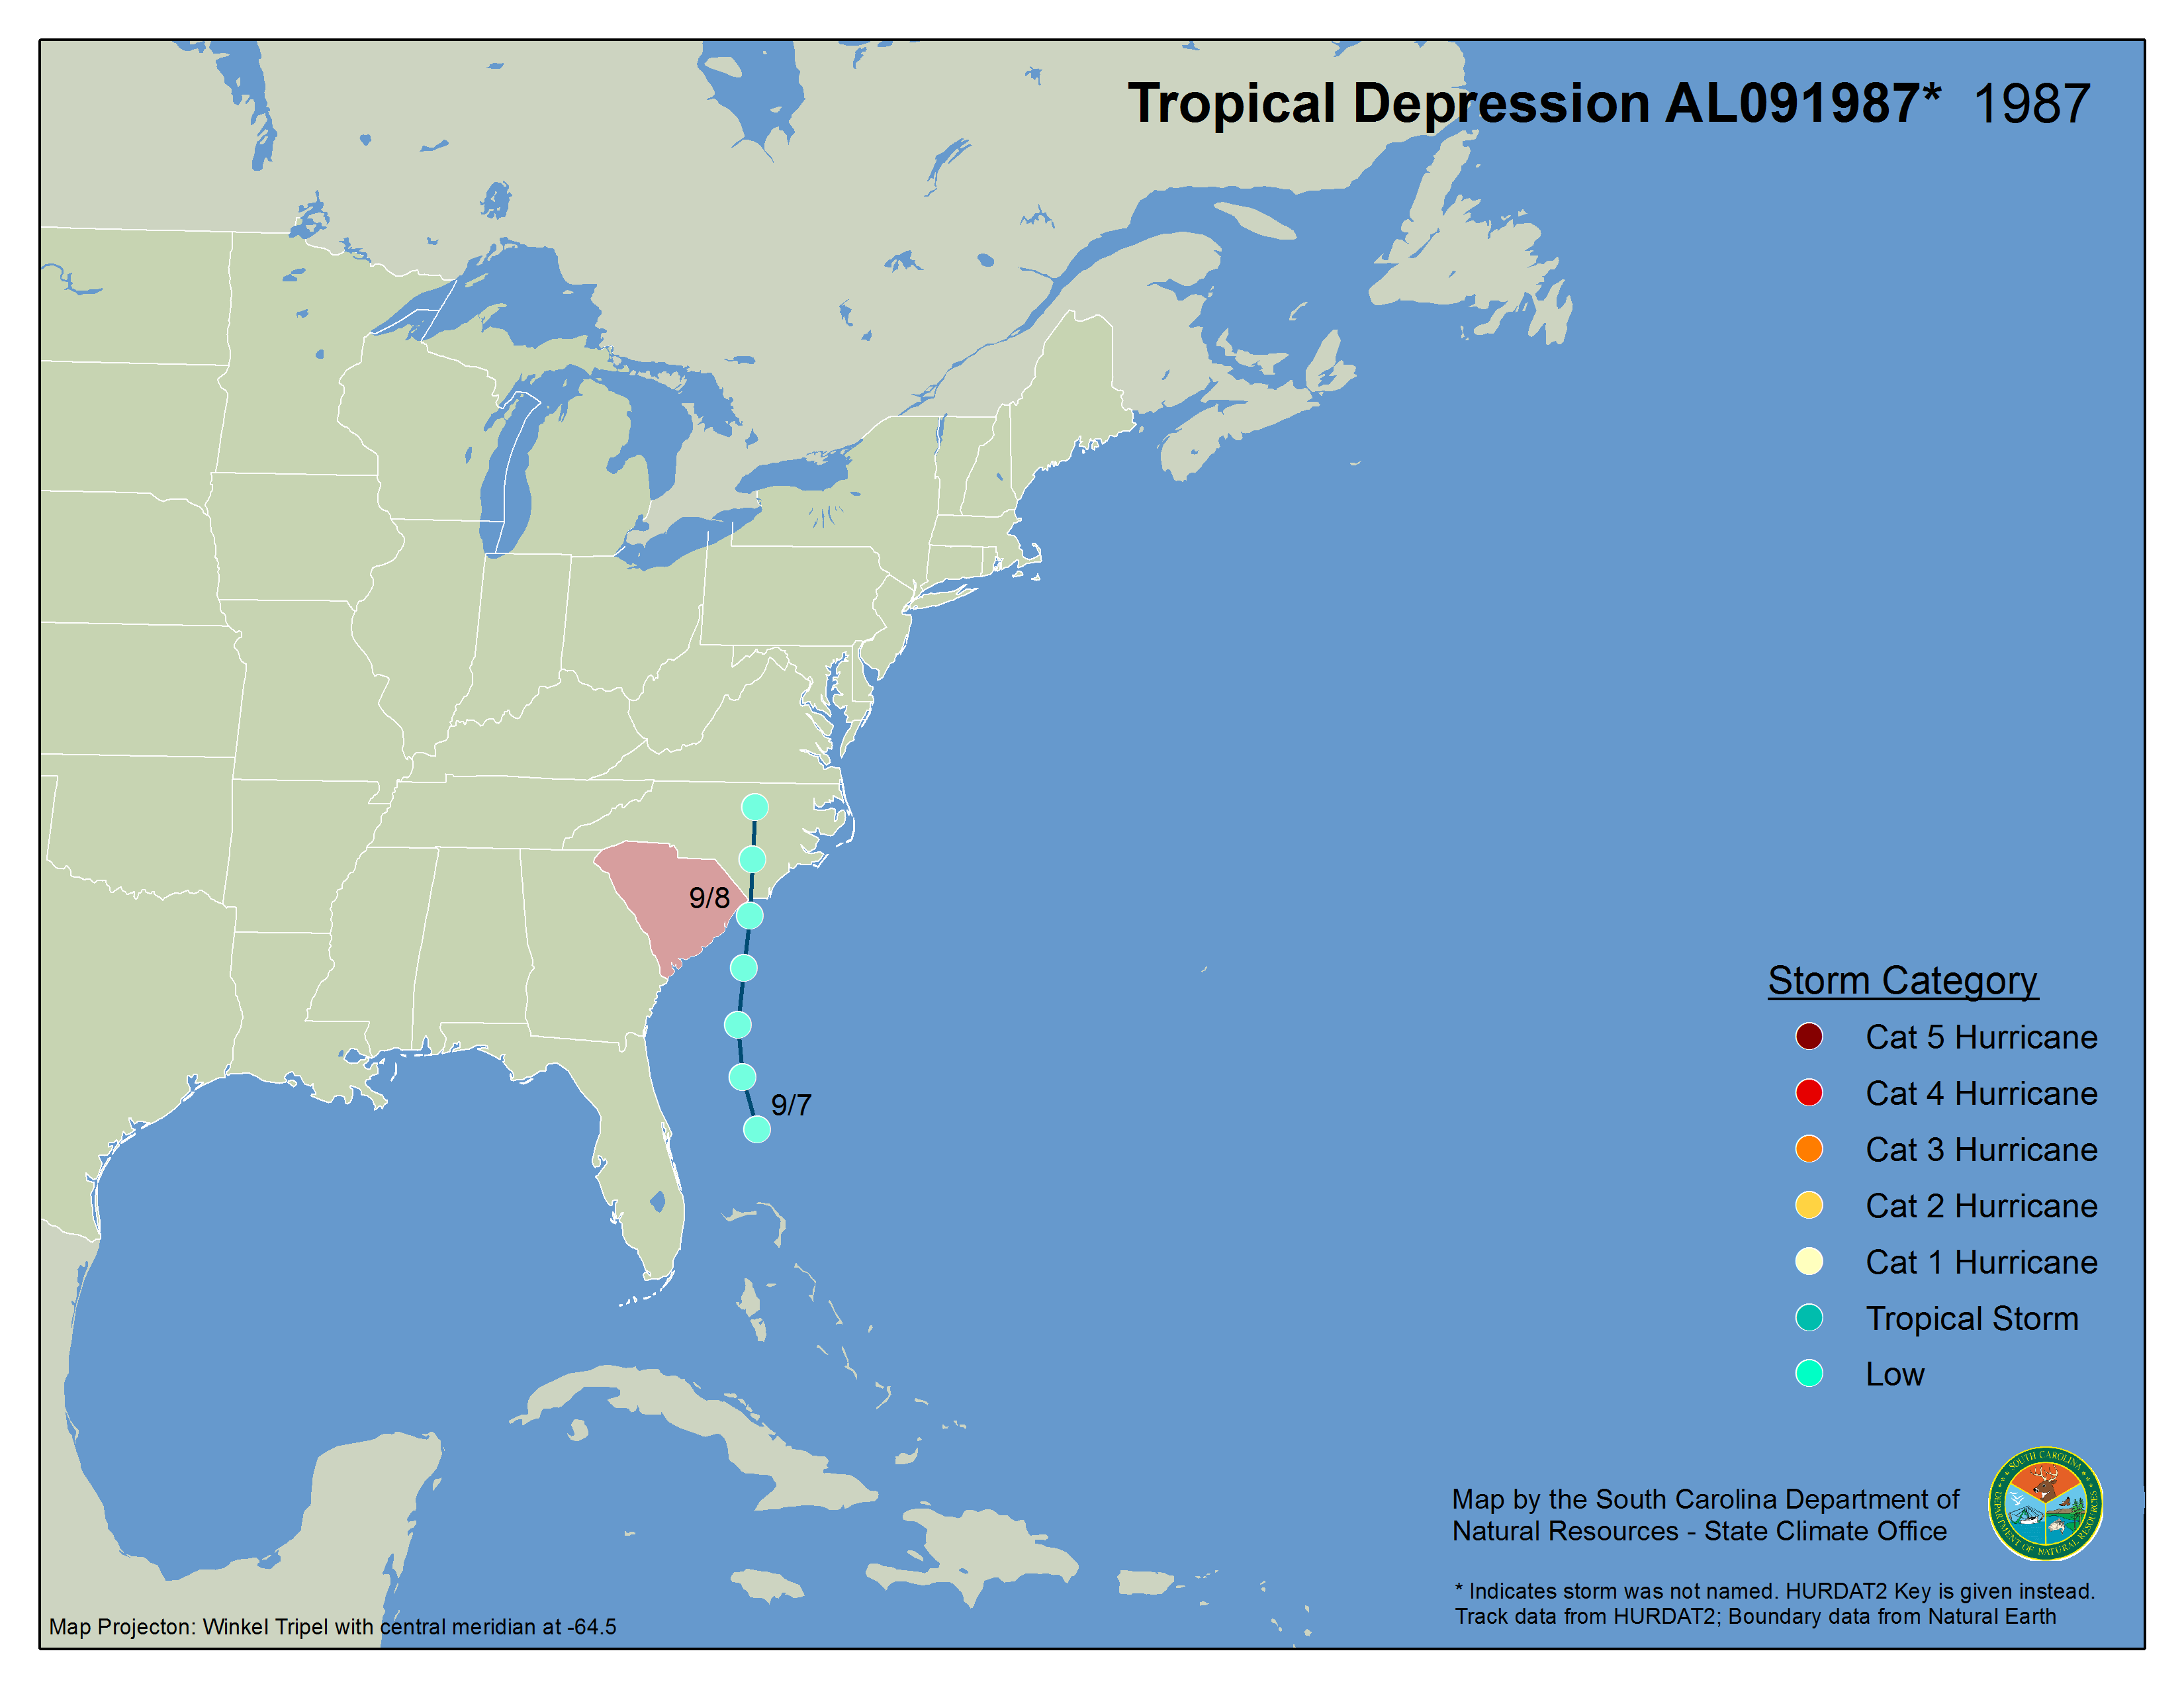 Tropical Depression AL091987* 1987
9/8
9/7
Storm Category
Cat 5 Hurricane
Cat 4 Hurricane
Cat 3 Hurricane
Cat 2 Hurricane
Cat 1 Hurricane
Tropical Storm
Low
Map by the South Carolina Department of
Natural Resources - State Climate Office
SOUTH CAROLINA
DEPARTMENT OF NATURAL RESOURCES
* Indicates storm was not named. HURDAT2 Key is given instead.
Track data from HURDAT2; Boundary data from Natural Earth
Map Projecton: Winkel Tripel with central meridian at -64.5